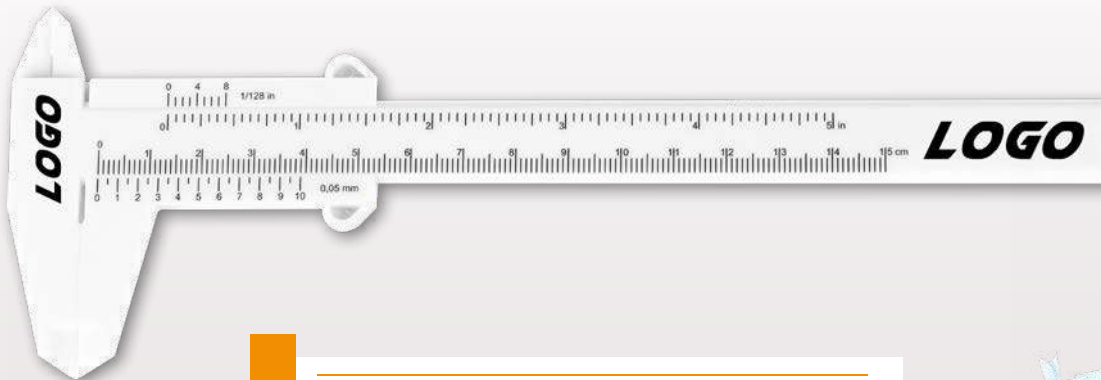 LOGO
0 4 8 1/128 in
0 1 2 3 4 5 in
0 1 2 3 4 5 6 7 8 9 10 11 12 13 14 15 cm
0 1 2 3 4 5 6 7 8 9 10 0,05 mm
LOGO